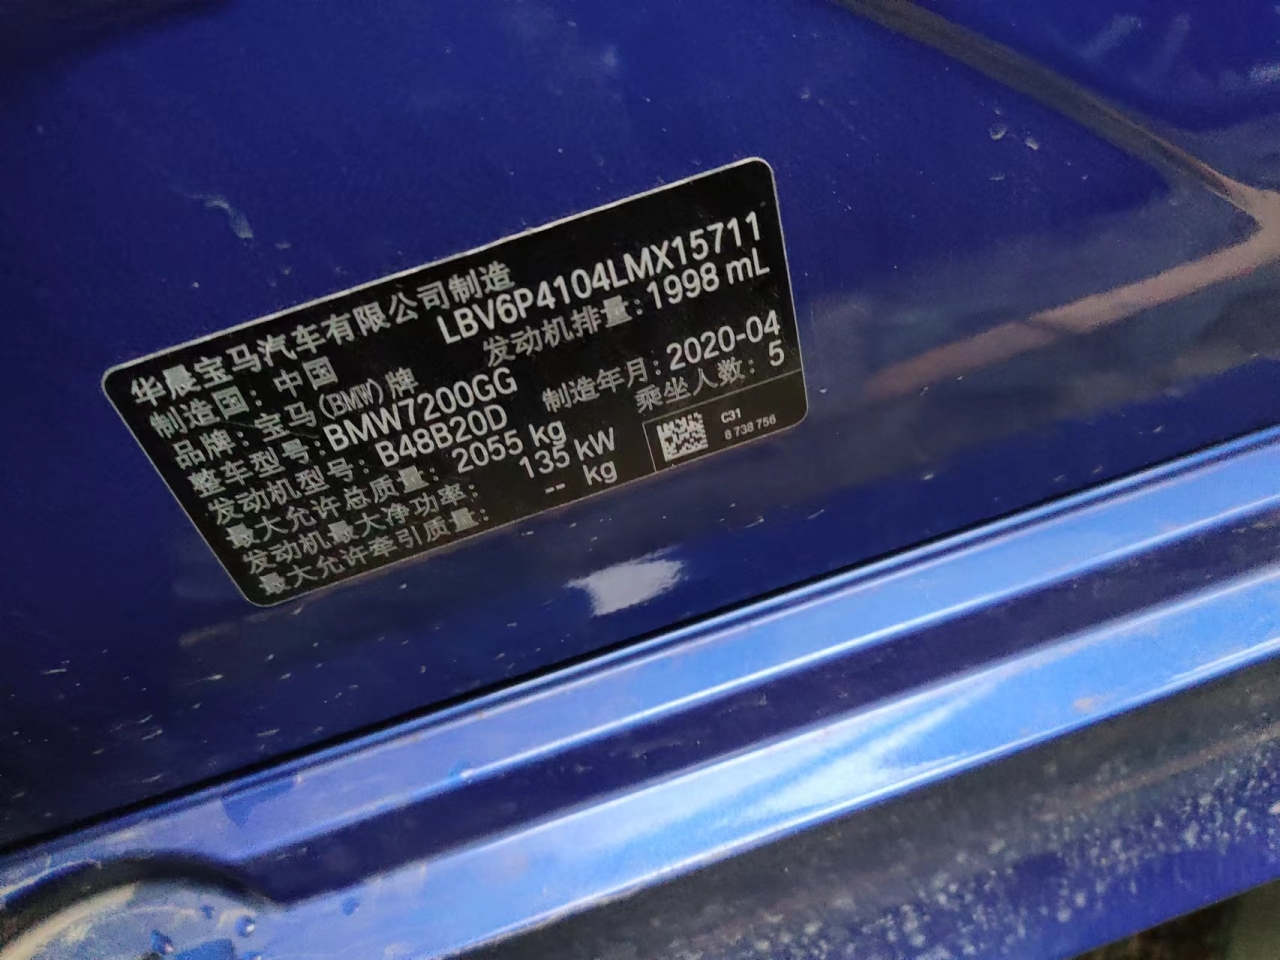 华晨宝马汽车有限公司制造
制造国：中国 LBV6P4104LMX15711
品牌：宝马(BMW)牌 发动机排量：1998 mL
整车型号：BMW7200GG
发动机型号：B48B20D 制造年月：2020-04
最大允许总质量：2055 kg 乘坐人数：5
发动机最大净功率：135 kW
最大允许牵引质量：-- kg
C31
8 738 756